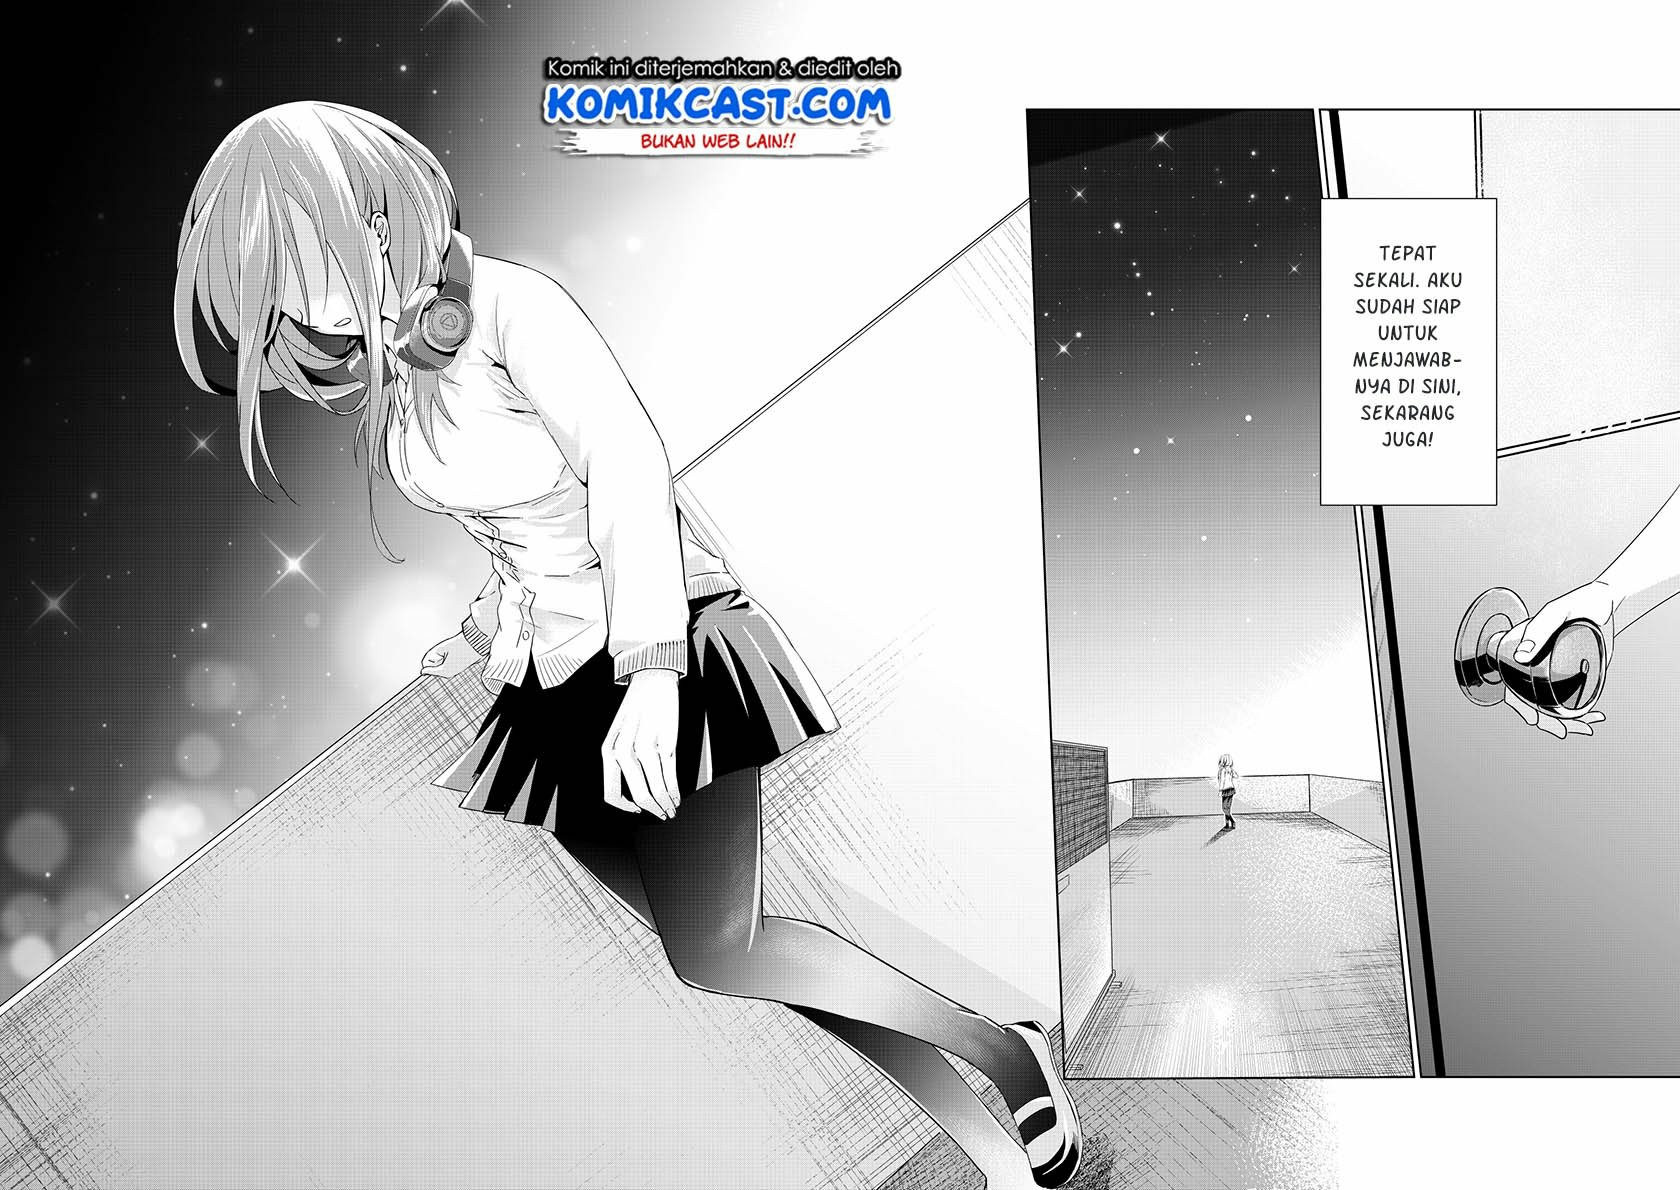 Komik ini diterjemahkan & diedit oleh
KOMIKCAST.COM
BUKAN WEB LAIN!!
TEPAT
SEKALI. AKU
SUDAH SIAP
UNTUK
MENJAWAB-
NYA DI SINI,
SEKARANG
JUGA!